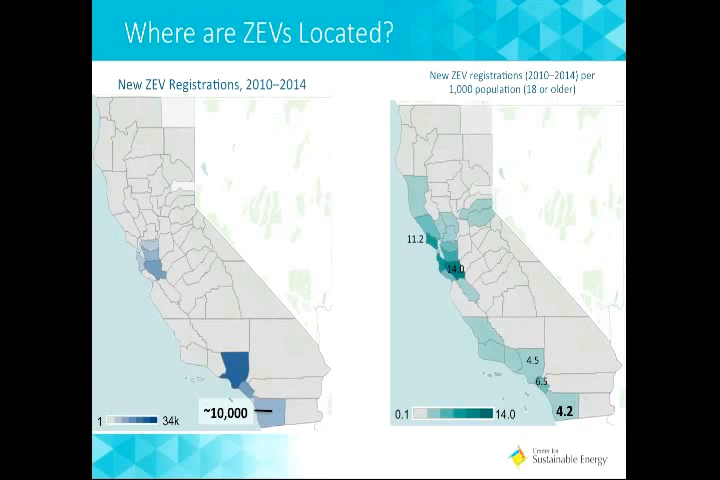 Where are ZEVs Located?
New ZEV Registrations, 2010–2014
New ZEV registrations (2010–2014) per
1,000 population (18 or older)
11.2
14.0
4.5
6.5
~10,000
4.2
1
34k
0.1
14.0
Center for
Sustainable Energy